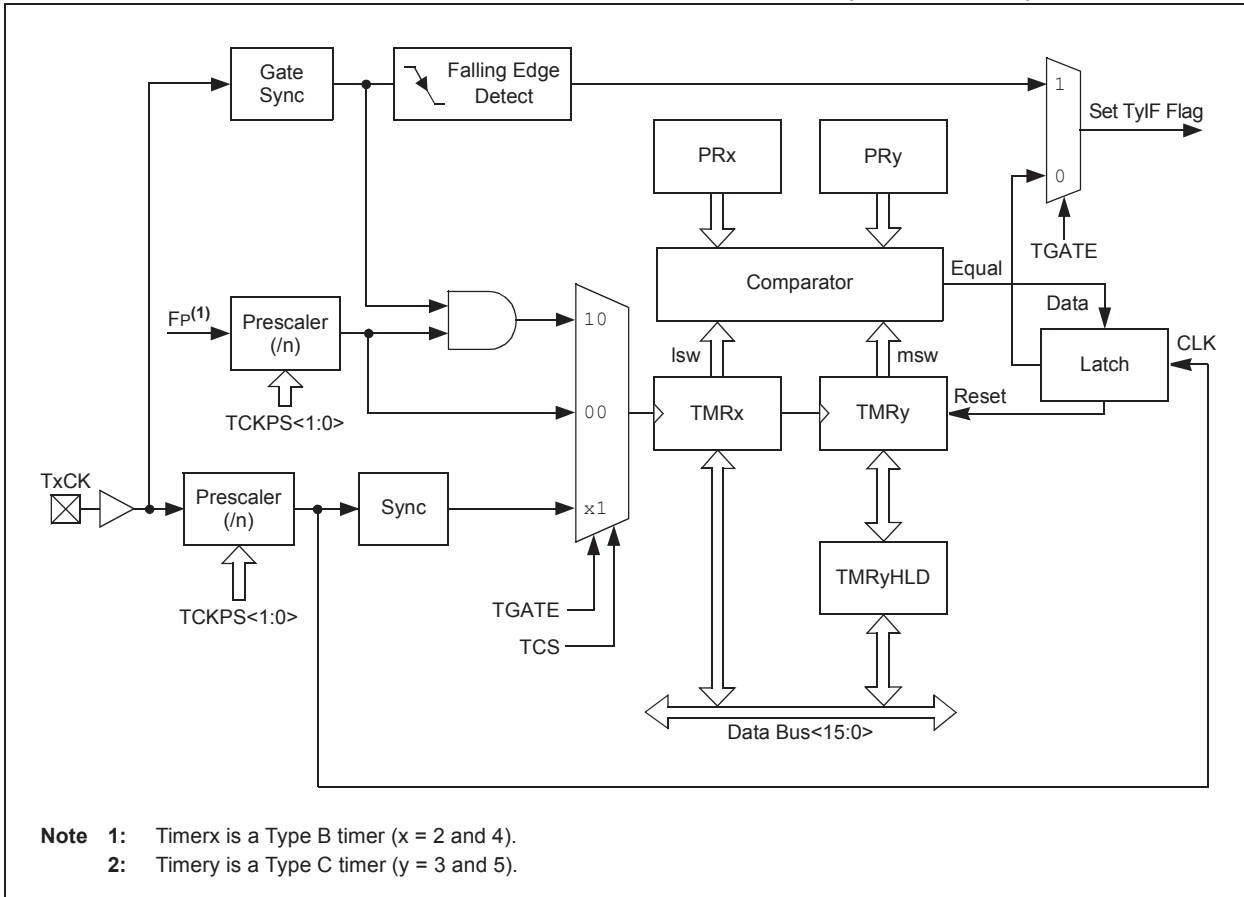 Gate
Sync
Falling Edge
Detect
1
Set TyIF Flag
PRx
PRy
0
TGATE
Comparator
Equal
Data
FP(1)
Prescaler
(/n)
10
lsw
msw
CLK
Latch
TCKPS<1:0>
00
TMRx
TMRy
Reset
TxCK
Prescaler
(/n)
Sync
x1
TMRyHLD
TCKPS<1:0>
TGATE
TCS
Data Bus<15:0>
Note 1: Timerx is a Type B timer (x = 2 and 4).
2: Timery is a Type C timer (y = 3 and 5).